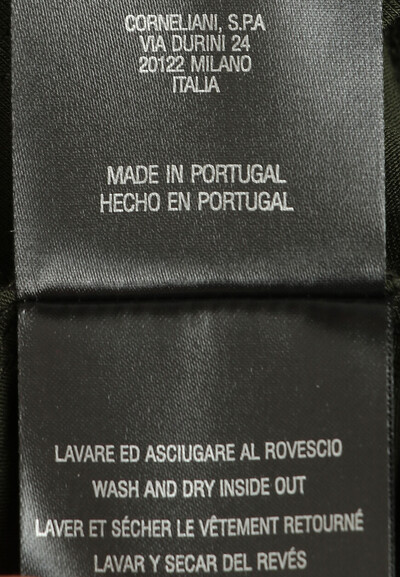 CORNELIANI, S.P.A
VIA DURINI 24
20122 MILANO
ITALIA
MADE IN PORTUGAL
HECHO EN PORTUGAL
LAVARE ED ASCIUGARE AL ROVESCIO
WASH AND DRY INSIDE OUT
LAVER ET SÉCHER LE VÊTEMENT RETOURNÉ
LAVAR Y SECAR DEL REVÉS